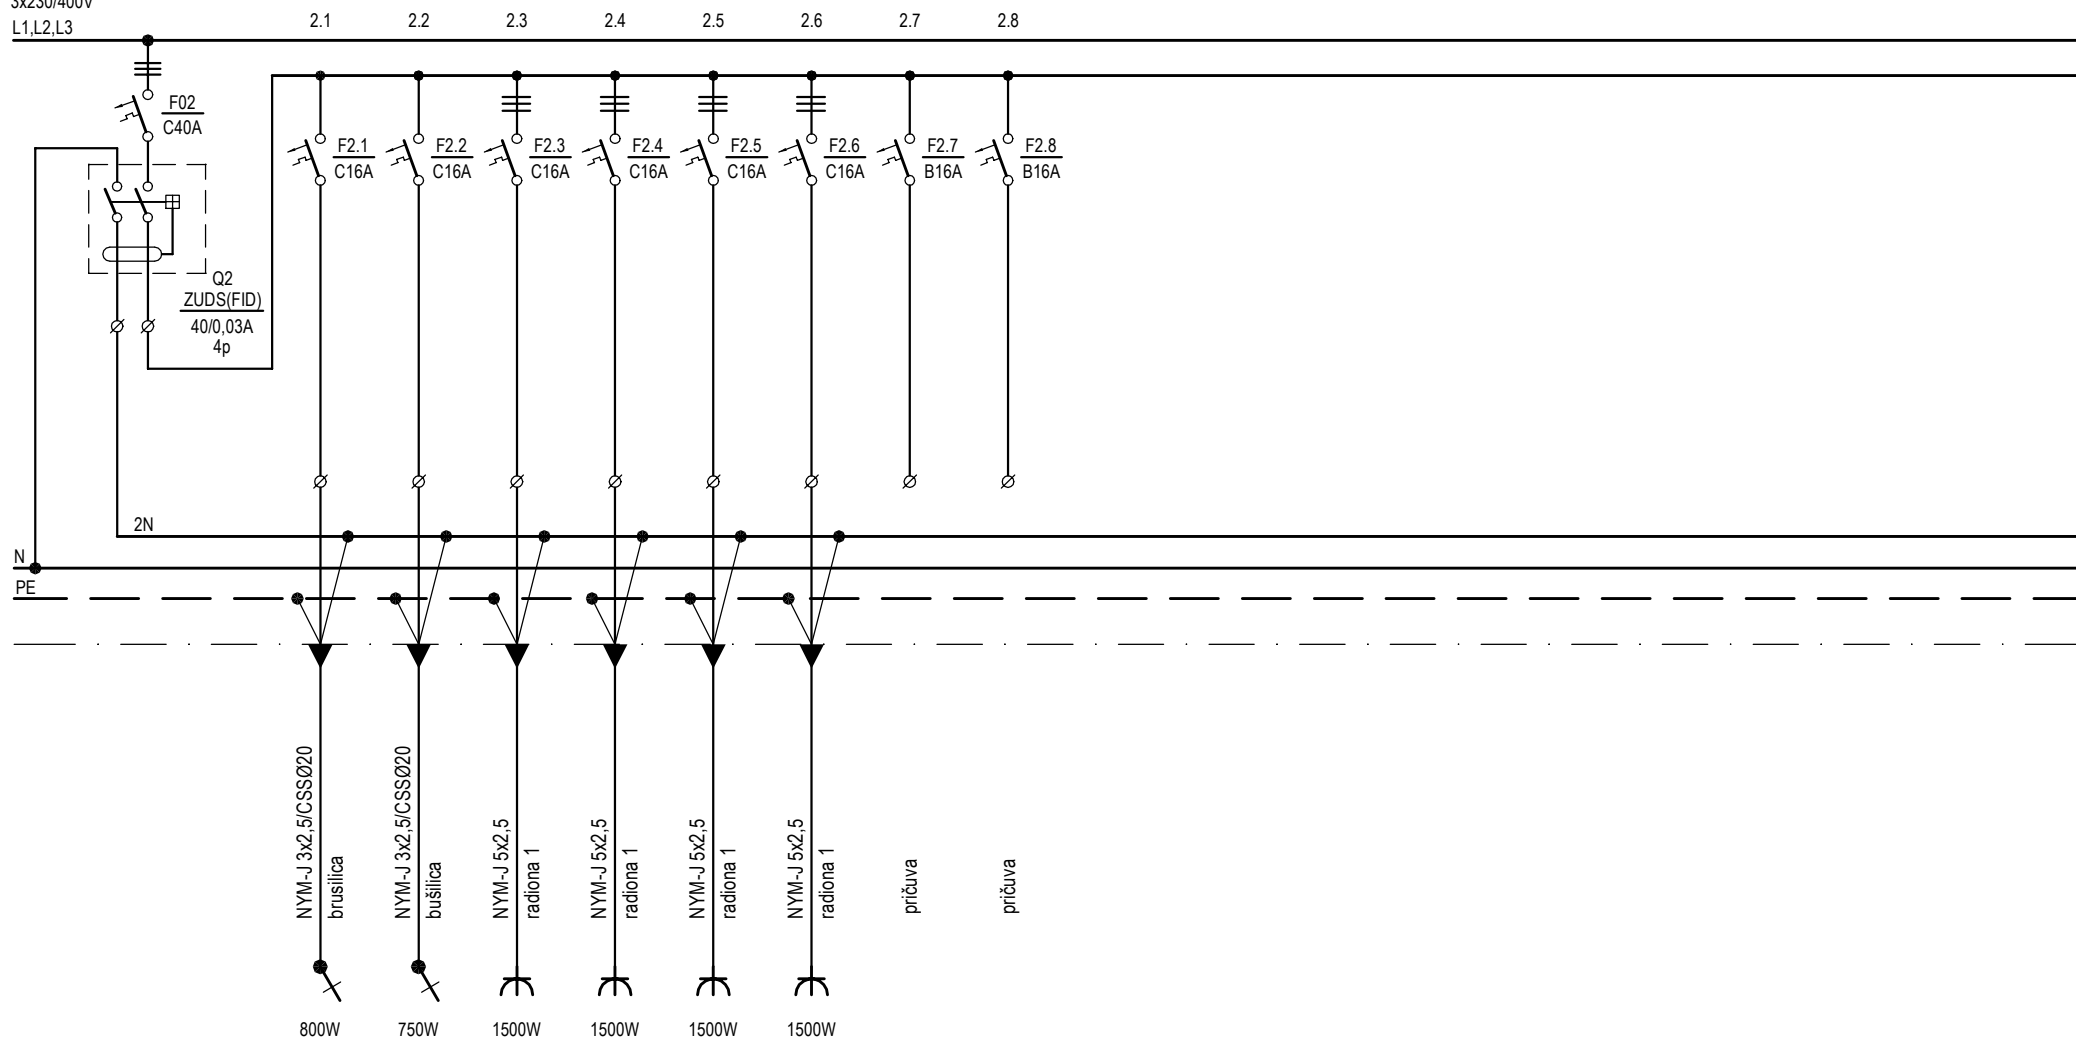 3x230/400V
L1,L2,L3
2.1
2.2
2.3
2.4
2.5
2.6
2.7
2.8
F02
C40A
F2.1
C16A
F2.2
C16A
F2.3
C16A
F2.4
C16A
F2.5
C16A
F2.6
C16A
F2.7
B16A
F2.8
B16A
Q2
ZUDS(FID)
40/0,03A
4p
2N
N
PE
NYM-J 3x2,5/CSSØ20
brusilica
NYM-J 3x2,5/CSSØ20
bušilica
NYM-J 5x2,5
radiona 1
NYM-J 5x2,5
radiona 1
NYM-J 5x2,5
radiona 1
NYM-J 5x2,5
radiona 1
pričuva
pričuva
800W
750W
1500W
1500W
1500W
1500W